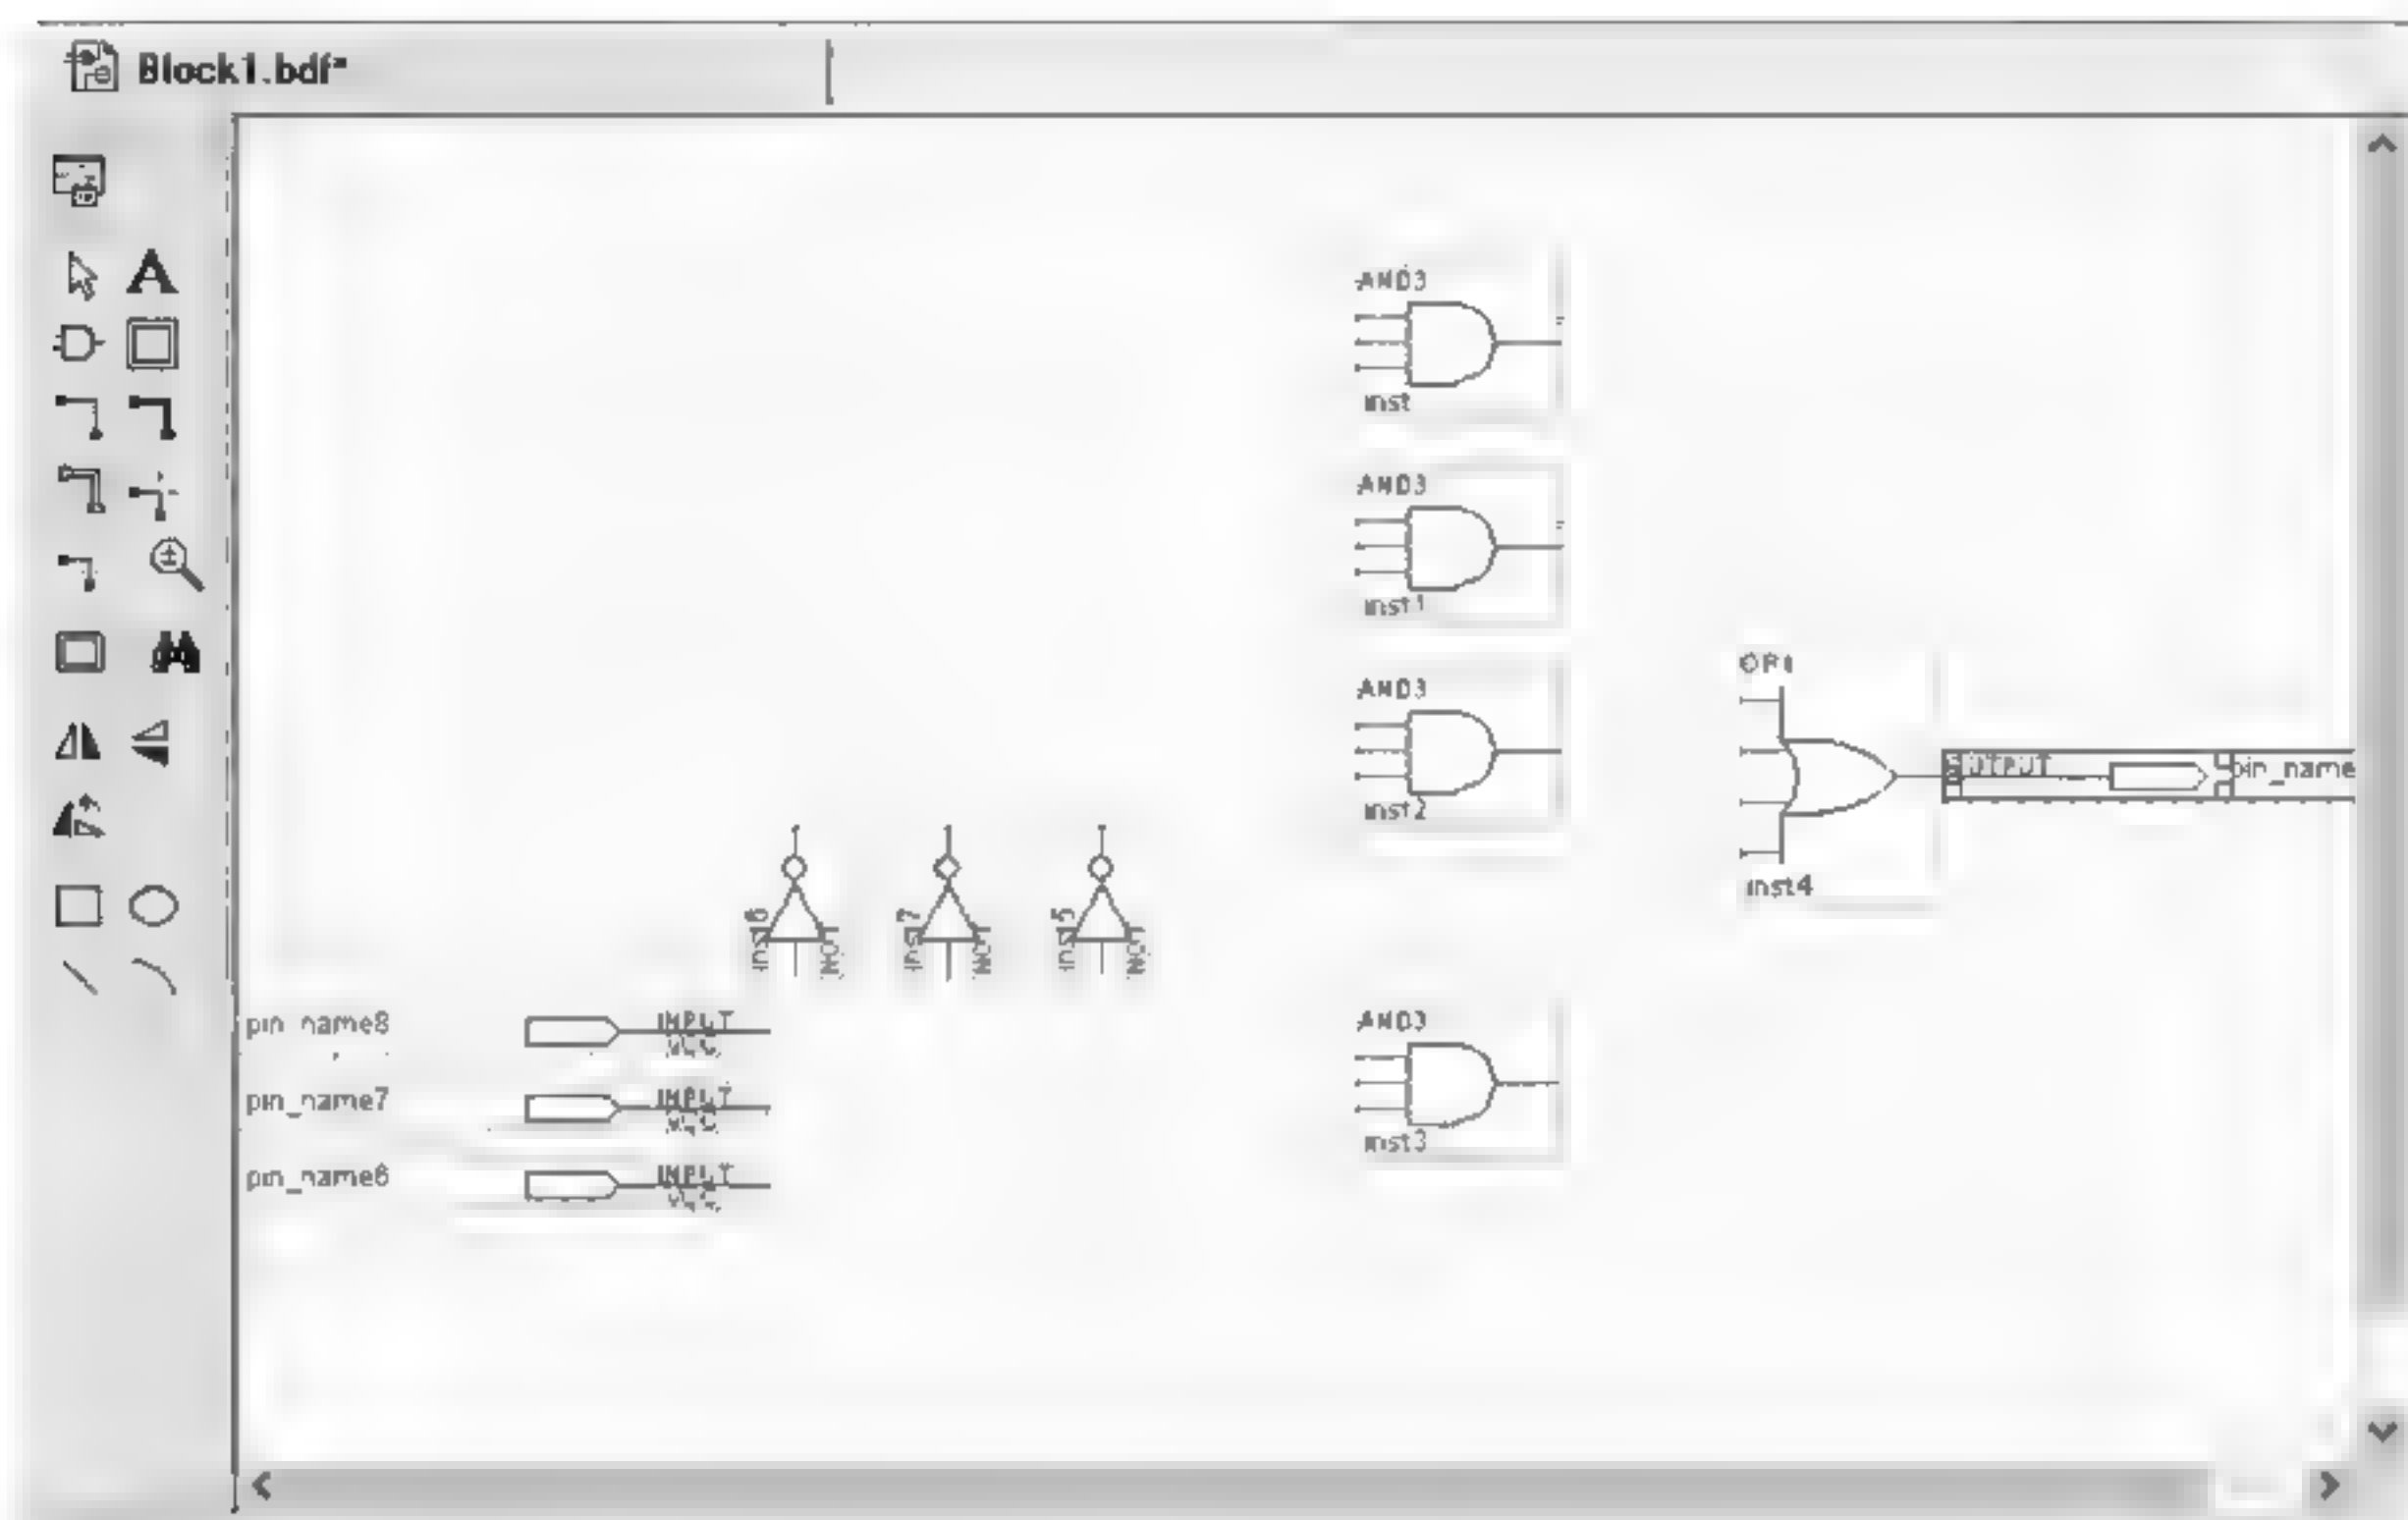 Block1.bdf*
A
AND3
inst
AND3
inst1
AND3
inst2
OR4
inst4
OUTPUT
pin_name
inst6
NOT
inst7
NOT
inst5
NOT
pin_name8
INPUT
VCC
pin_name7
INPUT
VCC
pin_name6
INPUT
VCC
AND3
inst3